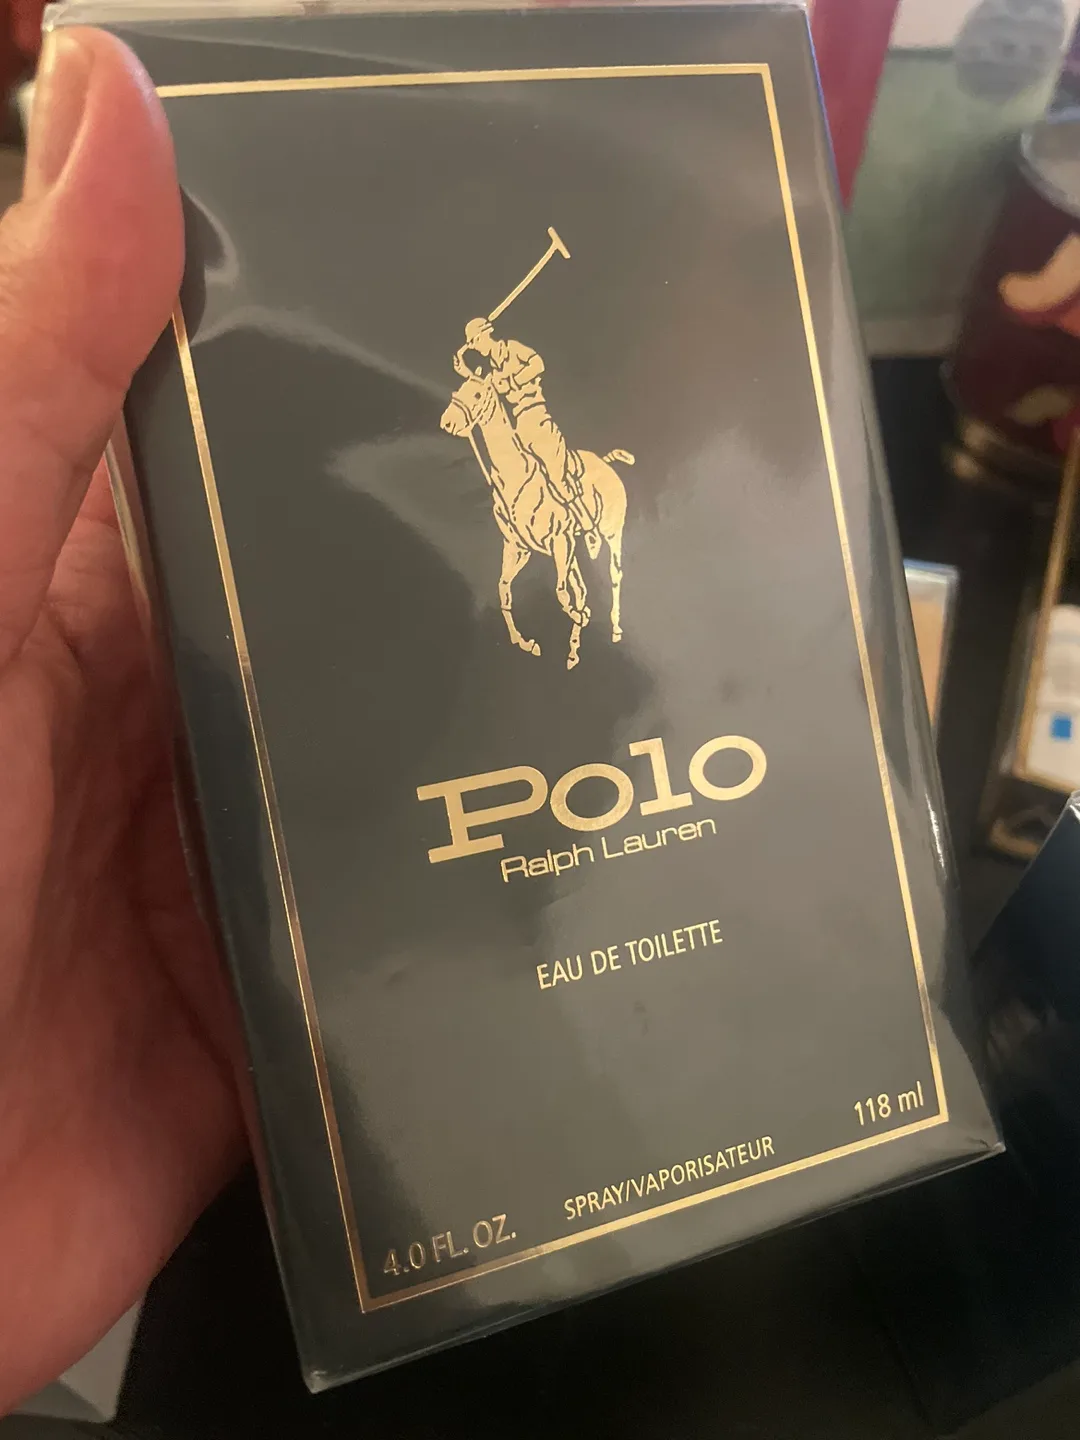 Polo
Ralph Lauren
EAU DE TOILETTE
118 ml
SPRAY/VAPORISATEUR
4.0 FL. OZ.